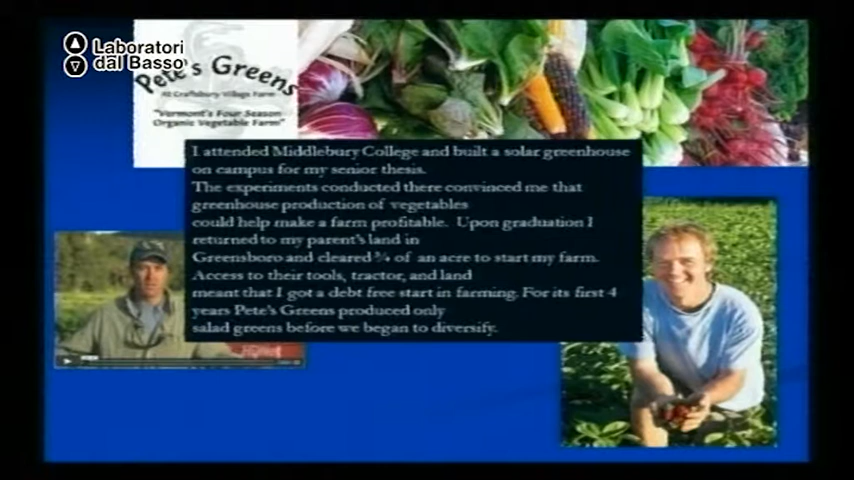 Laboratori
dal Basso
Pete's Greens
At Craftsbury Village Farm
"Vermont's Four Season
Organic Vegetable Farm"
I attended Middlebury College and built a solar greenhouse
on campus for my senior thesis.
The experiments conducted there convinced me that
greenhouse production of vegetables
could help make a farm profitable. Upon graduation I
returned to my parent's land in
Greensboro and cleared ¾ of an acre to start my farm.
Access to their tools, tractor, and land
meant that I got a debt free start in farming. For its first 4
years Pete's Greens produced only
salad greens before we began to diversify.